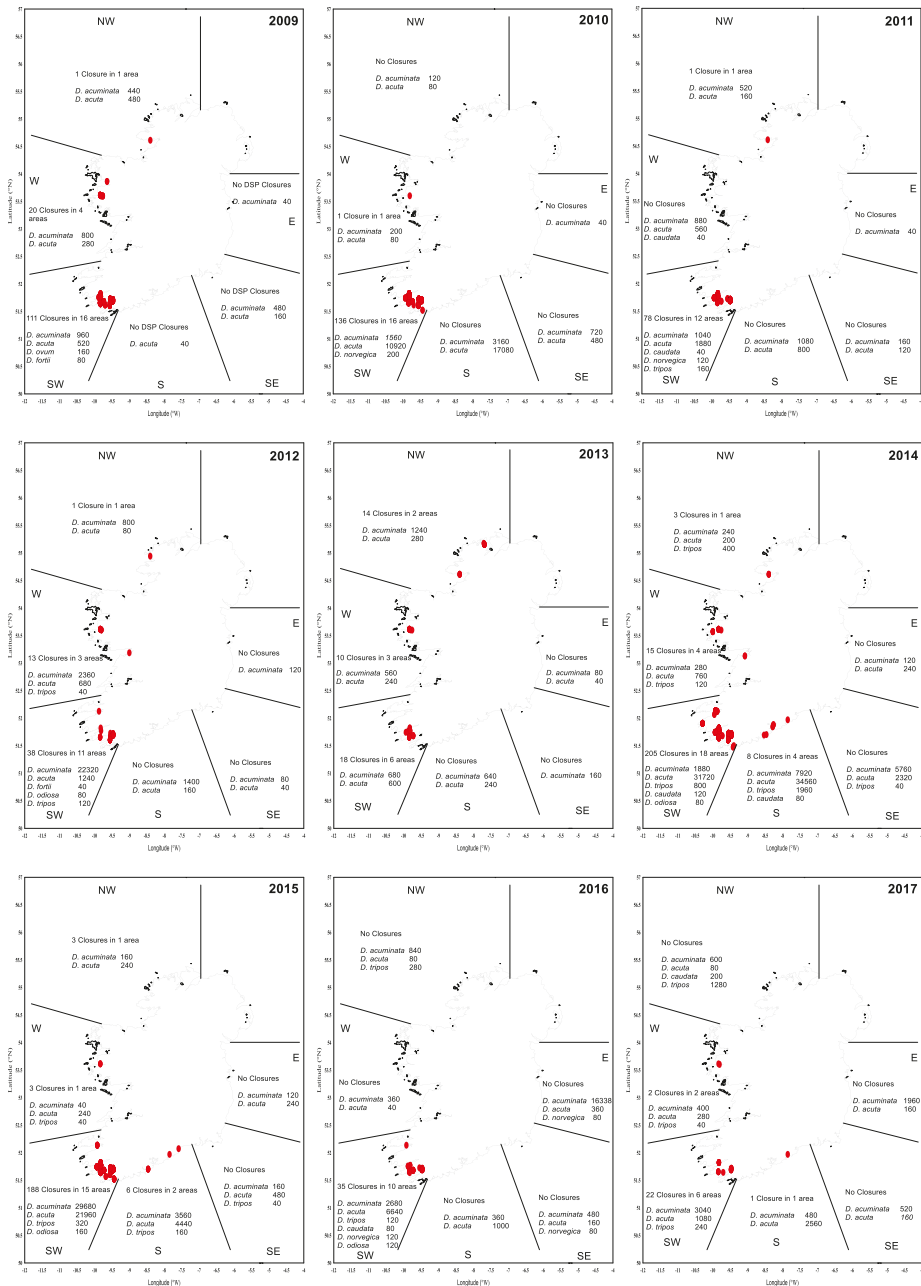 NW
2009
1 Closure in 1 area
D. acuminata 440
D. acuta 480
W
No DSP Closures
D. acuminata 40
E
20 Closures in 4
areas
D. acuminata 800
D. acuta 280
No DSP Closures
D. acuminata 480
D. acuta 160
111 Closures in 16 areas
D. acuminata 960
D. acuta 520
D. ovum 160
D. fortii 80
No DSP Closures
D. acuta 40
SW
S
SE
Latitude (°N)
Longitude (°W)
NW
2010
No Closures
D. acuminata 120
D. acuta 80
W
E
No Closures
D. acuminata 40
1 Closure in 1 area
D. acuminata 200
D. acuta 80
136 Closures in 16 areas
D. acuminata 1560
D. acuta 10920
D. norvegica 200
No Closures
D. acuminata 3160
D. acuta 17080
No Closures
D. acuminata 720
D. acuta 480
SW
S
SE
Latitude (°N)
Longitude (°W)
NW
2011
1 Closure in 1 area
D. acuminata 520
D. acuta 160
W
E
No Closures
D. acuminata 880
D. acuta 560
D. caudata 40
No Closures
D. acuminata 40
78 Closures in 12 areas
D. acuminata 1040
D. acuta 1880
D. caudata 40
D. norvegica 120
D. tripos 160
No Closures
D. acuminata 1080
D. acuta 800
No Closures
D. acuminata 160
D. acuta 120
SW
S
SE
Latitude (°N)
Longitude (°W)
NW
2012
1 Closure in 1 area
D. acuminata 800
D. acuta 80
W
E
13 Closures in 3 areas
D. acuminata 2360
D. acuta 680
D. tripos 40
No Closures
D. acuminata 120
38 Closures in 11 areas
D. acuminata 22320
D. acuta 1240
D. fortii 40
D. odiosa 80
D. tripos 120
No Closures
D. acuminata 1400
D. acuta 160
No Closures
D. acuminata 80
D. acuta 40
SW
S
SE
Latitude (°N)
Longitude (°W)
NW
2013
14 Closures in 2 areas
D. acuminata 1240
D. acuta 280
W
E
10 Closures in 3 areas
D. acuminata 560
D. acuta 240
No Closures
D. acuminata 80
D. acuta 40
18 Closures in 6 areas
D. acuminata 680
D. acuta 600
No Closures
D. acuminata 640
D. acuta 240
No Closures
D. acuminata 160
SW
S
SE
Latitude (°N)
Longitude (°W)
NW
2014
3 Closures in 1 area
D. acuminata 240
D. acuta 200
D. tripos 400
W
E
15 Closures in 4 areas
D. acuminata 280
D. acuta 760
D. tripos 120
No Closures
D. acuminata 120
D. acuta 240
205 Closures in 18 areas
D. acuminata 1880
D. acuta 31720
D. tripos 800
D. caudata 120
D. odiosa 80
8 Closures in 4 areas
D. acuminata 7920
D. acuta 34560
D. tripos 1960
D. caudata 80
No Closures
D. acuminata 5760
D. acuta 2320
D. tripos 40
SW
S
SE
Latitude (°N)
Longitude (°W)
NW
2015
3 Closures in 1 area
D. acuminata 160
D. acuta 240
W
E
3 Closures in 1 area
D. acuminata 40
D. acuta 240
D. tripos 40
No Closures
D. acuminata 120
D. acuta 240
188 Closures in 15 areas
D. acuminata 29680
D. acuta 21960
D. tripos 320
D. odiosa 160
6 Closures in 2 areas
D. acuminata 3560
D. acuta 4440
D. tripos 160
No Closures
D. acuminata 160
D. acuta 480
D. tripos 40
SW
S
SE
Latitude (°N)
Longitude (°W)
NW
2016
No Closures
D. acuminata 840
D. acuta 80
D. tripos 280
W
E
No Closures
D. acuminata 360
D. acuta 40
No Closures
D. acuminata 16338
D. acuta 360
D. norvegica 80
35 Closures in 10 areas
D. acuminata 2680
D. acuta 6640
D. tripos 120
D. caudata 80
D. norvegica 120
D. odiosa 120
No Closures
D. acuminata 360
D. acuta 1000
No Closures
D. acuminata 480
D. acuta 160
D. norvegica 80
SW
S
SE
Latitude (°N)
Longitude (°W)
NW
2017
No Closures
D. acuminata 600
D. acuta 80
D. caudata 200
D. tripos 1280
W
E
2 Closures in 2 areas
D. acuminata 400
D. acuta 280
D. tripos 40
No Closures
D. acuminata 1960
D. acuta 160
22 Closures in 6 areas
D. acuminata 3040
D. acuta 1080
D. tripos 240
1 Closure in 1 area
D. acuminata 480
D. acuta 2560
No Closures
D. acuminata 520
D. acuta 160
SW
S
SE
Latitude (°N)
Longitude (°W)